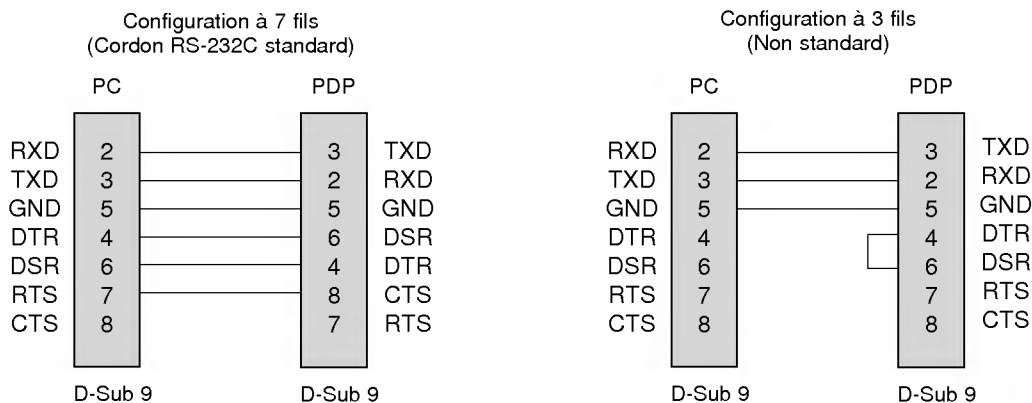 Configuration à 7 fils
(Cordon RS-232C standard)
PC PDP
RXD 2 3 TXD
TXD 3 2 RXD
GND 5 5 GND
DTR 4 6 DSR
DSR 6 4 DTR
RTS 7 8 CTS
CTS 8 7 RTS
D-Sub 9 D-Sub 9
Configuration à 3 fils
(Non standard)
PC PDP
RXD 2 3 TXD
TXD 3 2 RXD
GND 5 5 GND
DTR 4 4 DTR
DSR 6 6 DSR
RTS 7 7 RTS
CTS 8 8 CTS
D-Sub 9 D-Sub 9